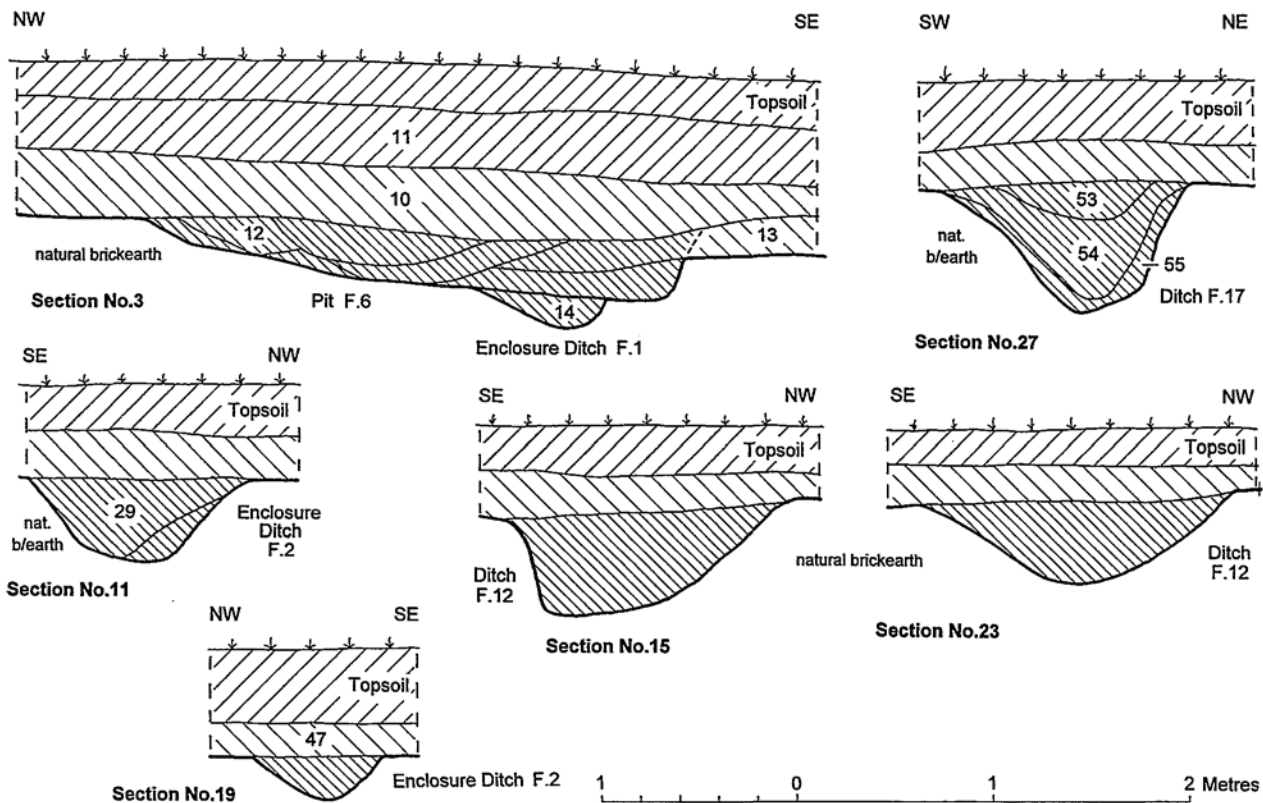 NW SE
Topsoil
11
10
12
13
natural brickearth
14
Section No.3
Pit F.6
Enclosure Ditch F.1
SW NE
Topsoil
53
nat.
b/earth
54
55
Ditch F.17
Section No.27
SE NW
Topsoil
29
nat.
b/earth
Enclosure
Ditch
F.2
Section No.11
SE NW
Topsoil
Ditch
F.12
Section No.15
SE NW
Topsoil
natural brickearth
Ditch
F.12
Section No.23
NW SE
Topsoil
47
Enclosure Ditch F.2
Section No.19
1 0 1 2 Metres